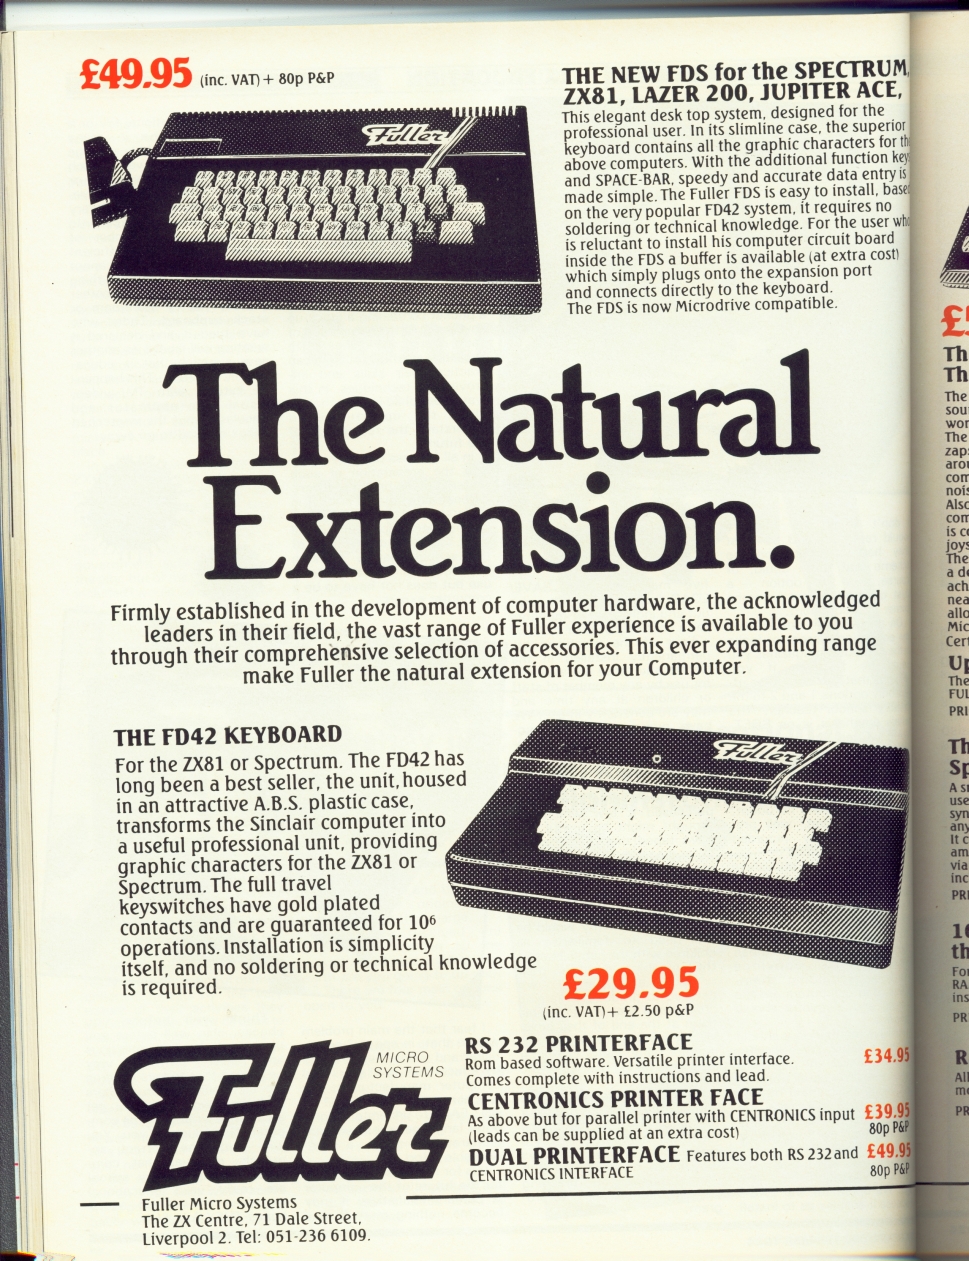 £49.95 (inc. VAT) + 80p P&P
Fuller
THE NEW FDS for the SPECTRUM,
ZX81, LAZER 200, JUPITER ACE,
This elegant desk top system, designed for the
professional user. In its slimline case, the superior
keyboard contains all the graphic characters for
above computers. With the additional function
and SPACE-BAR, speedy and accurate data entry is
made simple. The Fuller FDS is easy to install,
on the very popular FD42 system, it requires no
soldering or technical knowledge. For the user
is reluctant to install his computer circuit board
inside the FDS a buffer is available (at extra cost)
which simply plugs onto the expansion port
and connects directly to the keyboard.
The FDS is now Microdrive compatible.
The Natural
Extension.
Firmly established in the development of computer hardware, the acknowledged
leaders in their field, the vast range of Fuller experience is available to you
through their comprehensive selection of accessories. This ever expanding range
make Fuller the natural extension for your Computer.
THE FD42 KEYBOARD
For the ZX81 or Spectrum. The FD42 has
long been a best seller, the unit, housed
in an attractive A.B.S. plastic case,
transforms the Sinclair computer into
a useful professional unit, providing
graphic characters for the ZX81 or
Spectrum. The full travel
keyswitches have gold plated
contacts and are guaranteed for 10⁶
operations. Installation is simplicity
itself, and no soldering or technical knowledge
is required.
Fuller
£29.95
(inc. VAT) + £2.50 p&P
Fuller MICRO
SYSTEMS
RS 232 PRINTERFACE
Rom based software. Versatile printer interface. £34.95
Comes complete with instructions and lead.
CENTRONICS PRINTER FACE
As above but for parallel printer with CENTRONICS input £39.95
(leads can be supplied at an extra cost) 80p P&P
DUAL PRINTERFACE Features both RS 232 and £49.95
CENTRONICS INTERFACE 80p P&P
Fuller Micro Systems
The ZX Centre, 71 Dale Street,
Liverpool 2. Tel: 051-236 6109.